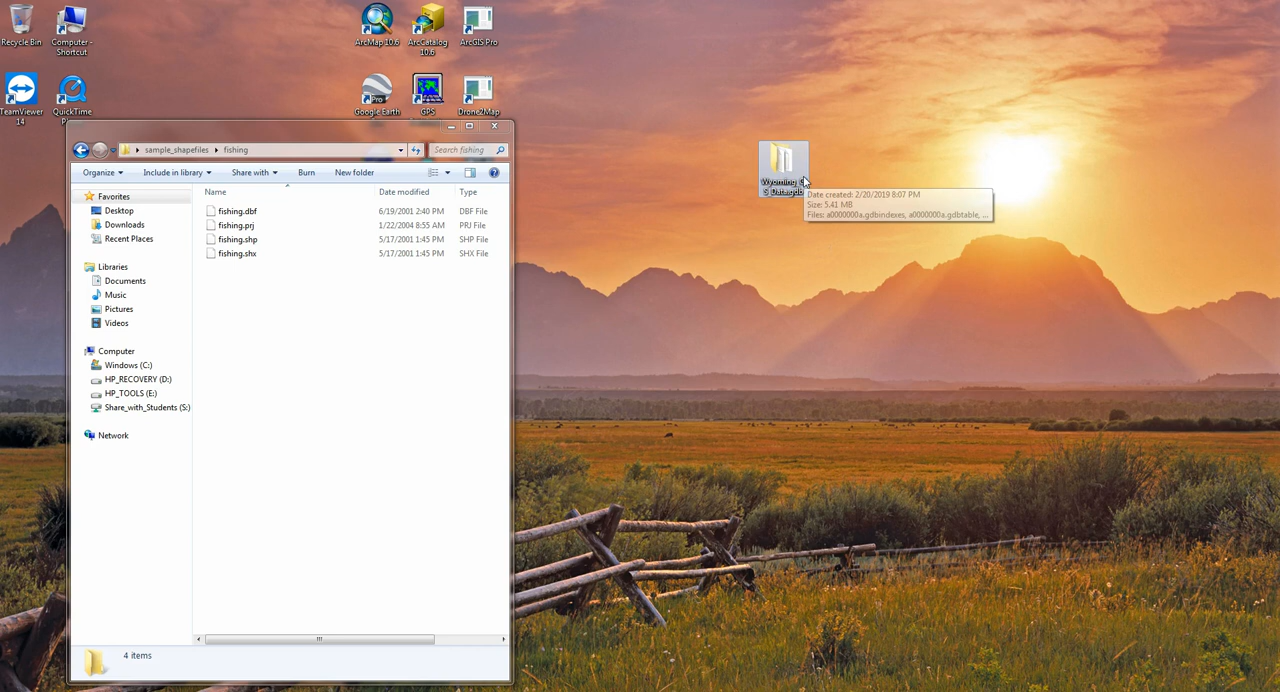 Recycle Bin
Computer -
Shortcut
ArcMap 10.6
ArcCatalog
10.6
ArcGIS Pro
TeamViewer
14
QuickTime
Google Earth
Pro
GPS
Drone2Map
sample_shapefiles
fishing
Search fishing
Organize
Include in library
Share with
Burn
New folder
Favorites
Desktop
Downloads
Recent Places
Libraries
Documents
Music
Pictures
Videos
Computer
Windows (C:)
HP_RECOVERY (D:)
HP_TOOLS (E:)
Share_with_Students (S:)
Network
Name Date modified Type
fishing.dbf 6/19/2001 2:40 PM DBF File
fishing.prj 1/22/2004 8:55 AM PRJ File
fishing.shp 5/17/2001 1:45 PM SHP File
fishing.shx 5/17/2001 1:45 PM SHX File
4 items
S_Data.gdb
Date created: 2/20/2019 8:07 PM
Size: 5.41 MB
Files: a0000000a.gdbindexes, a0000000a.gdbtable, ...